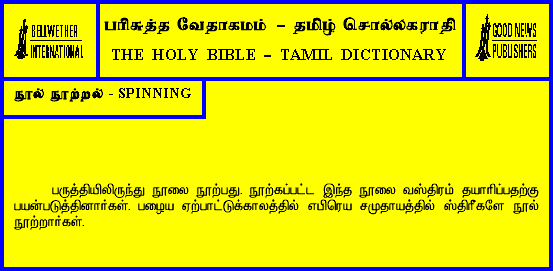 BELLWETHER
INTERNATIONAL
பரிசுத்த வேதாகமம் – தமிழ் சொல்லகராதி
THE HOLY BIBLE – TAMIL DICTIONARY
GOOD NEWS
PUBLISHERS
நூல் நூற்றல் - SPINNING
பருத்தியிலிருந்து நூலை நூற்பது. நூற்கப்பட்ட இந்த நூலை வஸ்திரம் தயாரிப்பதற்கு
பயன்படுத்தினார்கள். பழைய ஏற்பாட்டுக்காலத்தில் எபிரெய சமுதாயத்தில் ஸ்திரீகளே நூல்
நூற்றார்கள்.